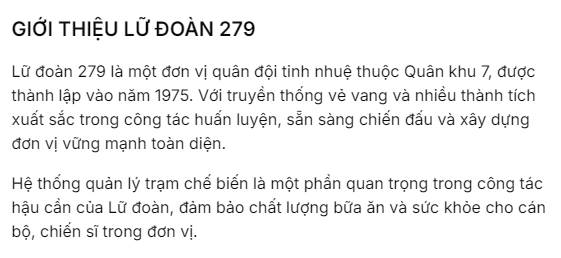 GIỚI THIỆU LỮ ĐOÀN 279
Lữ đoàn 279 là một đơn vị quân đội tinh nhuệ thuộc Quân khu 7, được
thành lập vào năm 1975. Với truyền thống vẻ vang và nhiều thành tích
xuất sắc trong công tác huấn luyện, sẵn sàng chiến đấu và xây dựng
đơn vị vững mạnh toàn diện.
Hệ thống quản lý trạm chế biến là một phần quan trọng trong công tác
hậu cần của Lữ đoàn, đảm bảo chất lượng bữa ăn và sức khỏe cho cán
bộ, chiến sĩ trong đơn vị.